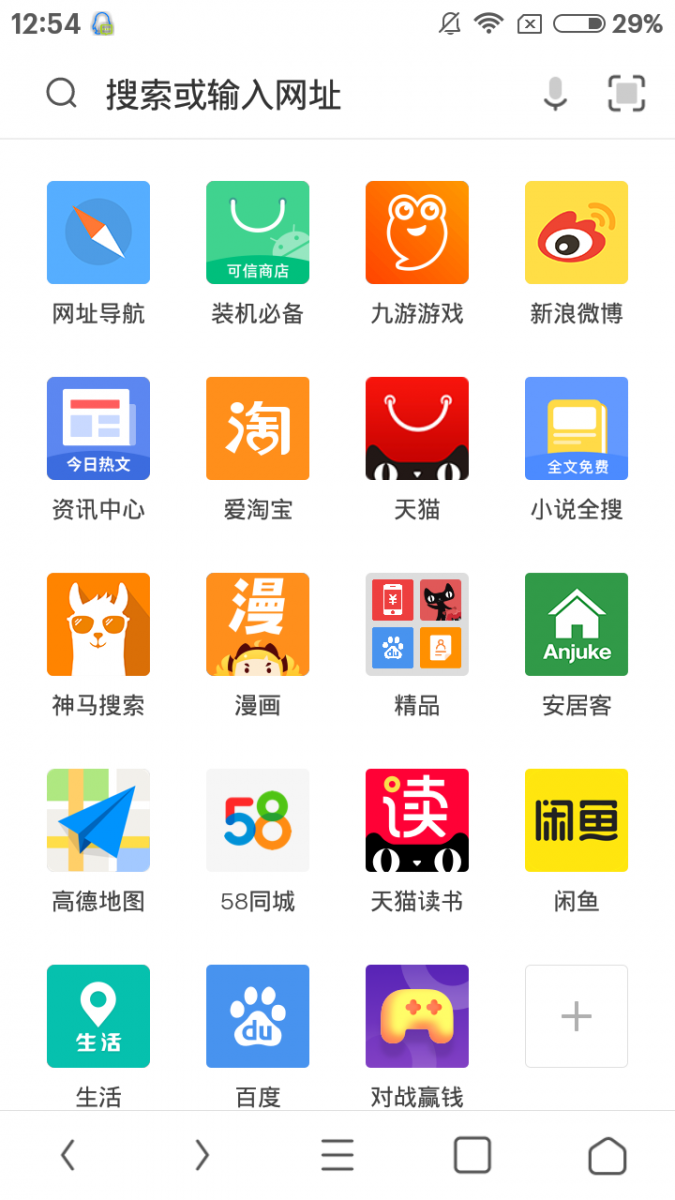 12:54
29%
搜索或输入网址
可信商店
网址导航
装机必备
九游游戏
新浪微博
今日热文
淘
全文免费
资讯中心
爱淘宝
天猫
小说全搜
漫
¥
du
Anjuke
神马搜索
漫画
精品
安居客
58
读
闲鱼
高德地图
58同城
天猫读书
闲鱼
生活
du
生活
百度
对战赢钱